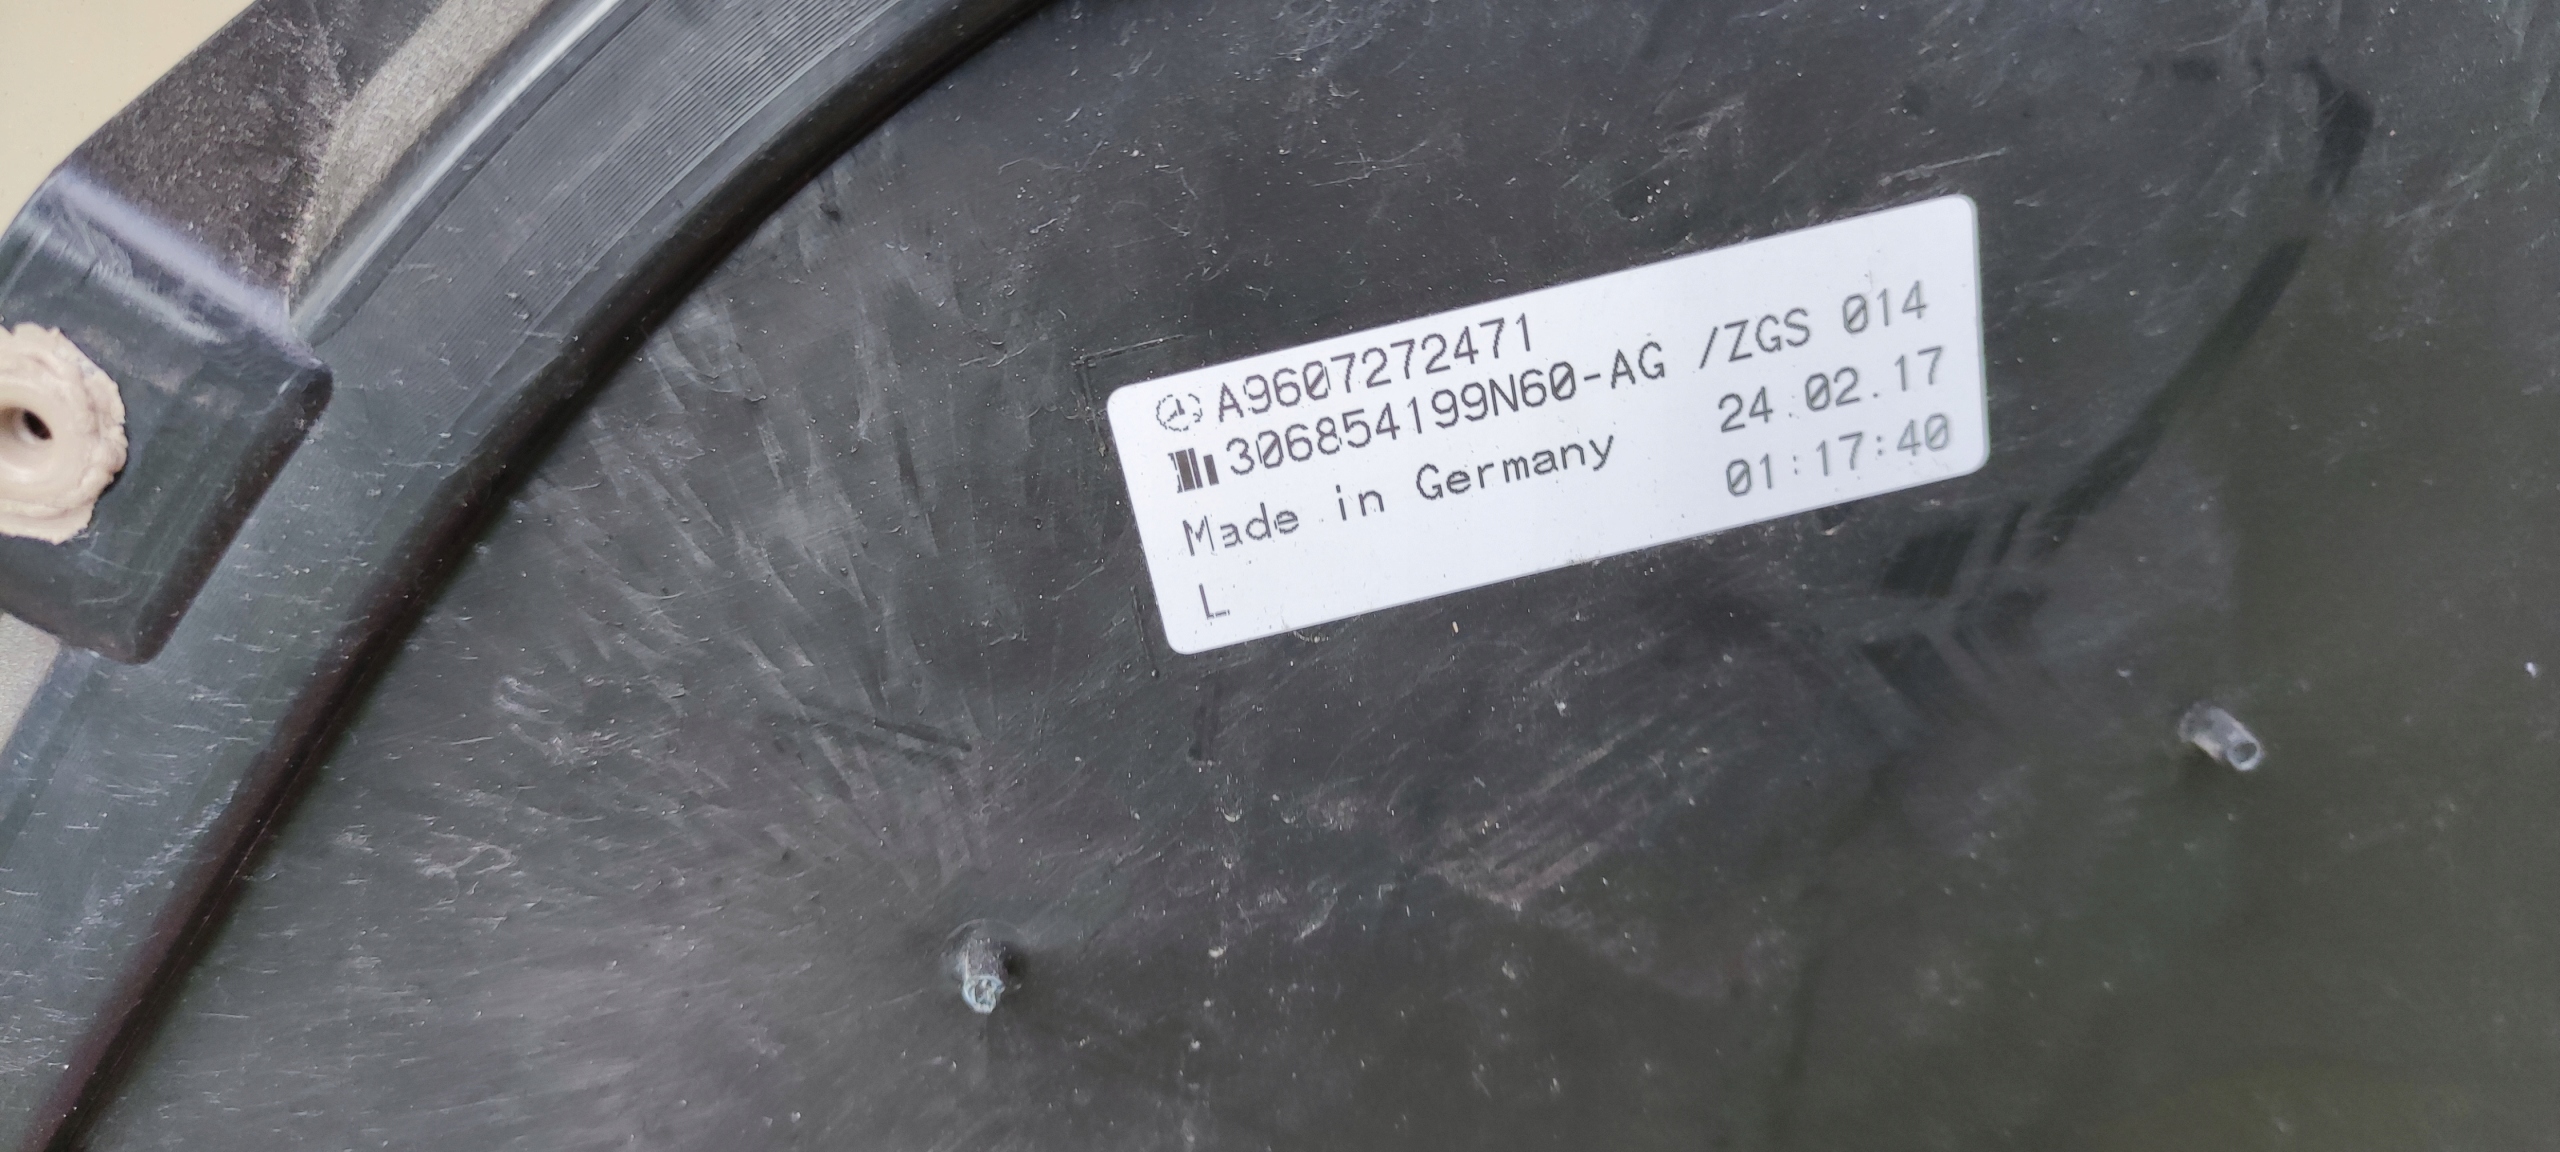 A9607272471
306854199N60-AG /ZGS 014
Made in Germany 24.02.17
01:17:40
L